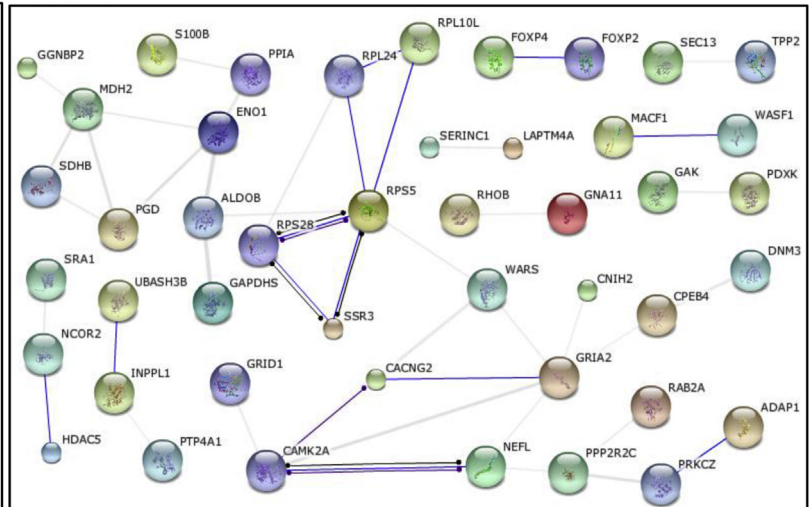 RPL10L
S100B
FOXP4
FOXP2
SEC13
TPP2
GGNBP2
PPIA
RPL24
MDH2
ENO1
MACF1
WASF1
SERINC1
LAPTM4A
SDHB
PGD
ALDOB
RPS5
RHOB
GNA11
GAK
PDXK
RPS28
SRA1
UBASH3B
GAPDHS
WARS
CNIH2
CPEB4
DNM3
SSR3
NCOR2
INPPL1
GRID1
CACNG2
GRIA2
RAB2A
ADAP1
HDAC5
PTP4A1
CAMK2A
NEFL
PPP2R2C
PRKCZ